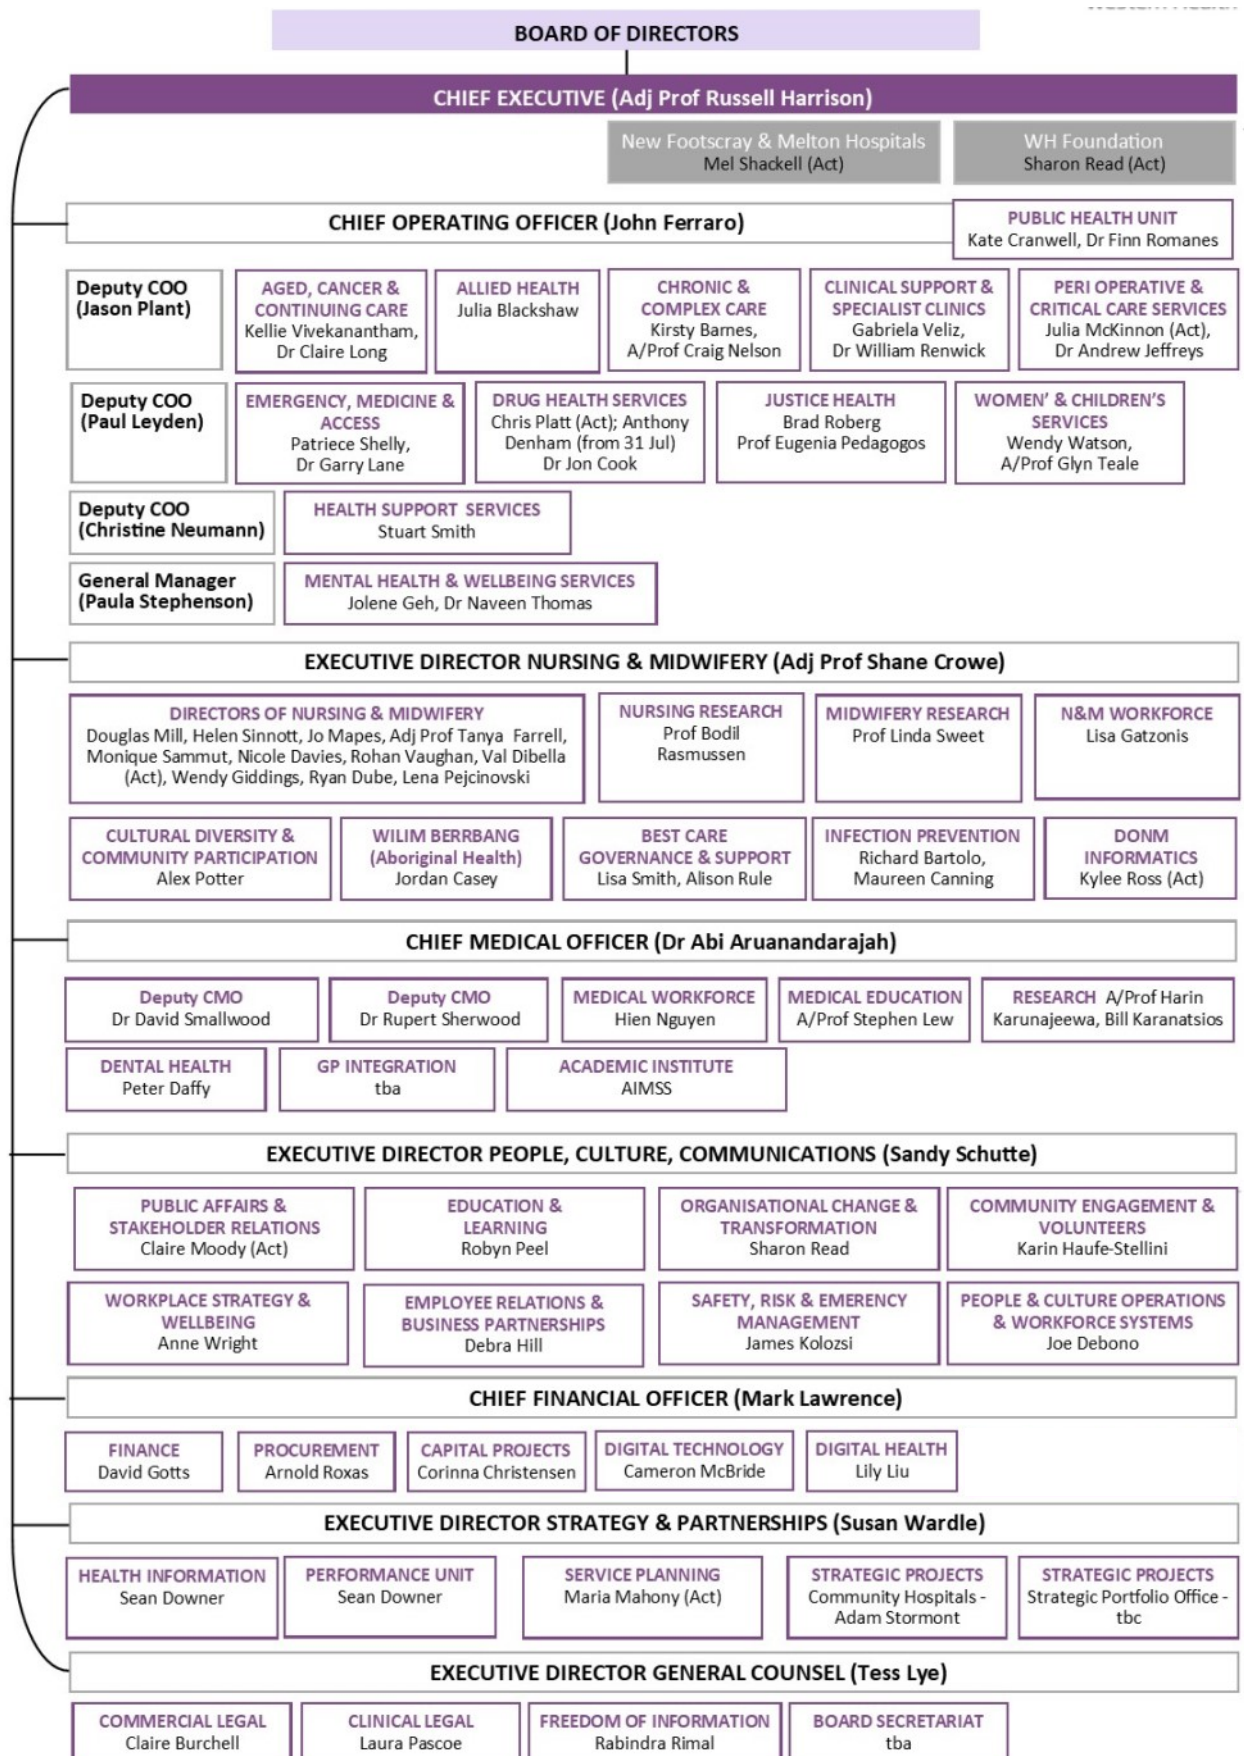 BOARD OF DIRECTORS
CHIEF EXECUTIVE (Adj Prof Russell Harrison)
New Footscray & Melton Hospitals
Mel Shackell (Act)
WH Foundation
Sharon Read (Act)
CHIEF OPERATING OFFICER (John Ferraro)
PUBLIC HEALTH UNIT
Kate Cranwell, Dr Finn Romanes
Deputy COO
(Jason Plant)
AGED, CANCER &
CONTINUING CARE
Kellie Vivekanantham,
Dr Claire Long
ALLIED HEALTH
Julia Blackshaw
CHRONIC &
COMPLEX CARE
Kirsty Barnes,
A/Prof Craig Nelson
CLINICAL SUPPORT &
SPECIALIST CLINICS
Gabriela Veliz,
Dr William Renwick
PERI OPERATIVE &
CRITICAL CARE SERVICES
Julia McKinnon (Act),
Dr Andrew Jeffreys
Deputy COO
(Paul Leyden)
EMERGENCY, MEDICINE &
ACCESS
Patriece Shelly,
Dr Garry Lane
DRUG HEALTH SERVICES
Chris Platt (Act); Anthony
Denham (from 31 Jul)
Dr Jon Cook
JUSTICE HEALTH
Brad Roberg
Prof Eugenia Pedagogos
WOMEN' & CHILDREN'S
SERVICES
Wendy Watson,
A/Prof Glyn Teale
Deputy COO
(Christine Neumann)
HEALTH SUPPORT SERVICES
Stuart Smith
General Manager
(Paula Stephenson)
MENTAL HEALTH & WELLBEING SERVICES
Jolene Geh, Dr Naveen Thomas
EXECUTIVE DIRECTOR NURSING & MIDWIFERY (Adj Prof Shane Crowe)
DIRECTORS OF NURSING & MIDWIFERY
Douglas Mill, Helen Sinnott, Jo Mapes, Adj Prof Tanya Farrell,
Monique Sammut, Nicole Davies, Rohan Vaughan, Val Dibella
(Act), Wendy Giddings, Ryan Dube, Lena Pejcinovski
NURSING RESEARCH
Prof Bodil
Rasmussen
MIDWIFERY RESEARCH
Prof Linda Sweet
N&M WORKFORCE
Lisa Gatzonis
CULTURAL DIVERSITY &
COMMUNITY PARTICIPATION
Alex Potter
WILIM BERRBANG
(Aboriginal Health)
Jordan Casey
BEST CARE
GOVERNANCE & SUPPORT
Lisa Smith, Alison Rule
INFECTION PREVENTION
Richard Bartolo,
Maureen Canning
DONM
INFORMATICS
Kylee Ross (Act)
CHIEF MEDICAL OFFICER (Dr Abi Aruanandarajah)
Deputy CMO
Dr David Smallwood
Deputy CMO
Dr Rupert Sherwood
MEDICAL WORKFORCE
Hien Nguyen
MEDICAL EDUCATION
A/Prof Stephen Lew
RESEARCH A/Prof Harin
Karunajeewa, Bill Karanatsios
DENTAL HEALTH
Peter Daffy
GP INTEGRATION
tba
ACADEMIC INSTITUTE
AIMSS
EXECUTIVE DIRECTOR PEOPLE, CULTURE, COMMUNICATIONS (Sandy Schutte)
PUBLIC AFFAIRS &
STAKEHOLDER RELATIONS
Claire Moody (Act)
EDUCATION &
LEARNING
Robyn Peel
ORGANISATIONAL CHANGE &
TRANSFORMATION
Sharon Read
COMMUNITY ENGAGEMENT &
VOLUNTEERS
Karin Haufe-Stellini
WORKPLACE STRATEGY &
WELLBEING
Anne Wright
EMPLOYEE RELATIONS &
BUSINESS PARTNERSHIPS
Debra Hill
SAFETY, RISK & EMERENCY
MANAGEMENT
James Kolozsi
PEOPLE & CULTURE OPERATIONS
& WORKFORCE SYSTEMS
Joe Debono
CHIEF FINANCIAL OFFICER (Mark Lawrence)
FINANCE
David Gotts
PROCUREMENT
Arnold Roxas
CAPITAL PROJECTS
Corinna Christensen
DIGITAL TECHNOLOGY
Cameron McBride
DIGITAL HEALTH
Lily Liu
EXECUTIVE DIRECTOR STRATEGY & PARTNERSHIPS (Susan Wardle)
HEALTH INFORMATION
Sean Downer
PERFORMANCE UNIT
Sean Downer
SERVICE PLANNING
Maria Mahony (Act)
STRATEGIC PROJECTS
Community Hospitals -
Adam Stormont
STRATEGIC PROJECTS
Strategic Portfolio Office -
tbc
EXECUTIVE DIRECTOR GENERAL COUNSEL (Tess Lye)
COMMERCIAL LEGAL
Claire Burchell
CLINICAL LEGAL
Laura Pascoe
FREEDOM OF INFORMATION
Rabindra Rimal
BOARD SECRETARIAT
tba